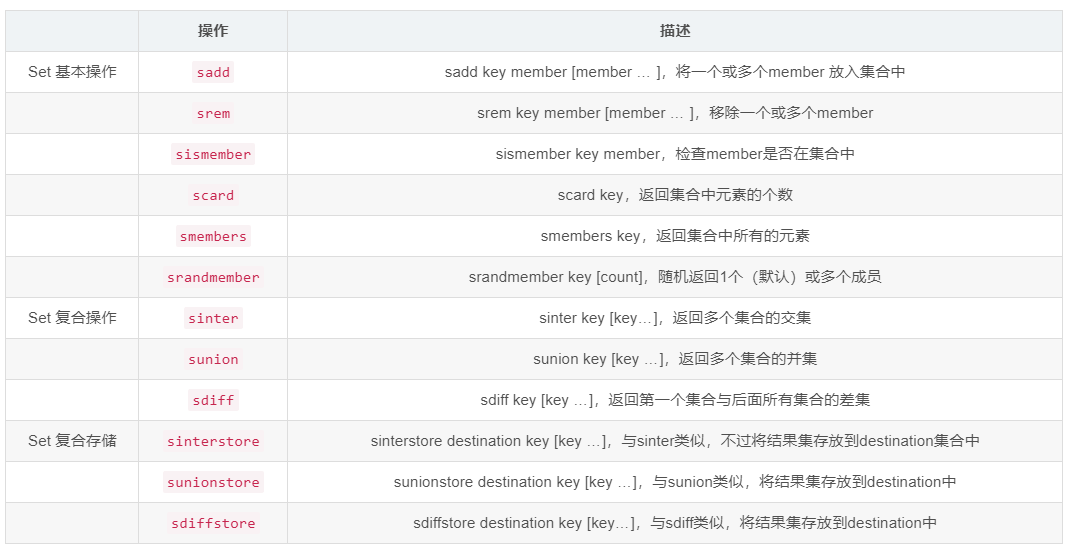 操作 描述
Set 基本操作 sadd sadd key member [member … ]，将一个或多个member 放入集合中
srem srem key member [member … ]，移除一个或多个member
sismember sismember key member，检查member是否在集合中
scard scard key，返回集合中元素的个数
smembers smembers key，返回集合中所有的元素
srandmember srandmember key [count]，随机返回1个（默认）或多个成员
Set 复合操作 sinter sinter key [key…]，返回多个集合的交集
sunion sunion key [key …]，返回多个集合的并集
sdiff sdiff key [key …]，返回第一个集合与后面所有集合的差集
Set 复合存储 sinterstore sinterstore destination key [key …]，与sinter类似，不过将结果集存放到destination集合中
sunionstore sunionstore destination key [key …]，与sunion类似，将结果集存放到destination中
sdiffstore sdiffstore destination key [key…]，与sdiff类似，将结果集存放到destination中